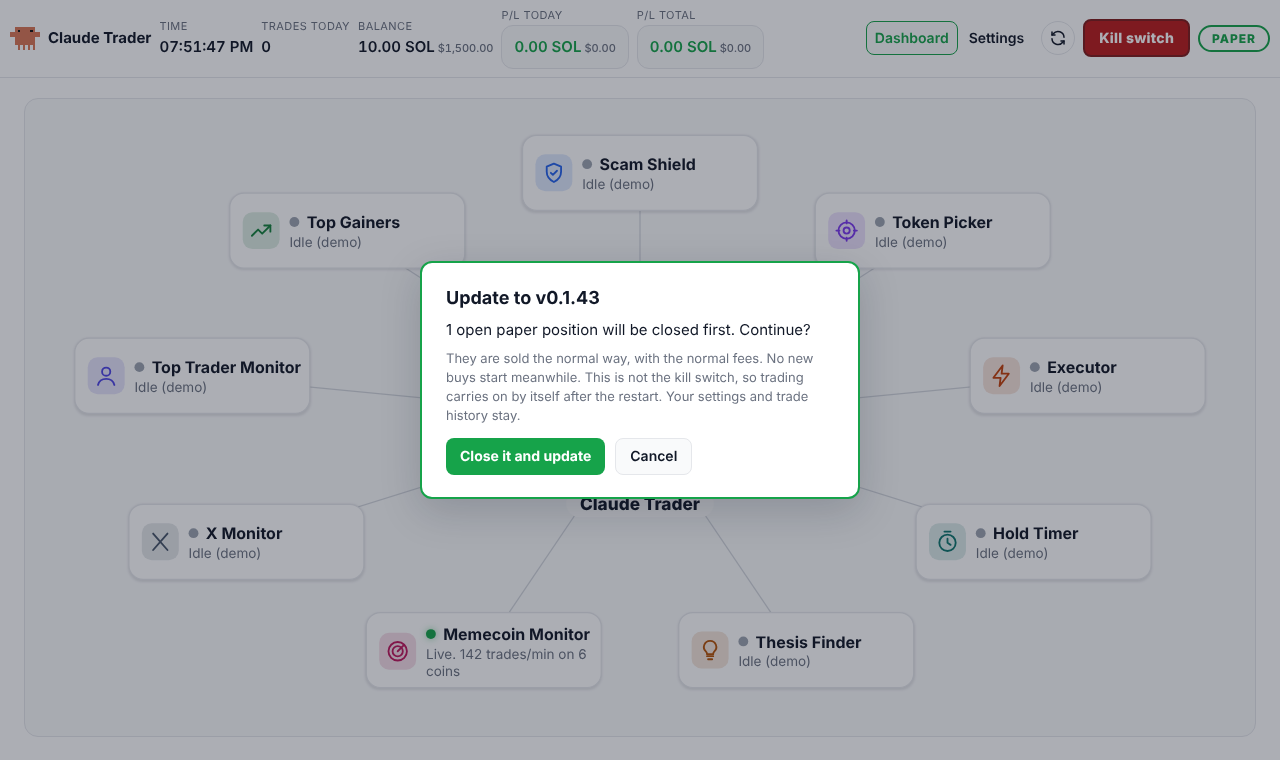 Claude Trader
TIME
07:51:47 PM
TRADES TODAY
0
BALANCE
10.00 SOL $1,500.00
P/L TODAY
0.00 SOL $0.00
P/L TOTAL
0.00 SOL $0.00
Dashboard
Settings
Kill switch
PAPER
Scam Shield
Idle (demo)
Top Gainers
Idle (demo)
Token Picker
Idle (demo)
Update to v0.1.43
1 open paper position will be closed first. Continue?
They are sold the normal way, with the normal fees. No new
buys start meanwhile. This is not the kill switch, so trading
carries on by itself after the restart. Your settings and trade
history stay.
Close it and update
Cancel
Top Trader Monitor
Idle (demo)
Executor
Idle (demo)
Claude Trader
X Monitor
Idle (demo)
Hold Timer
Idle (demo)
Memecoin Monitor
Live. 142 trades/min on 6
coins
Thesis Finder
Idle (demo)